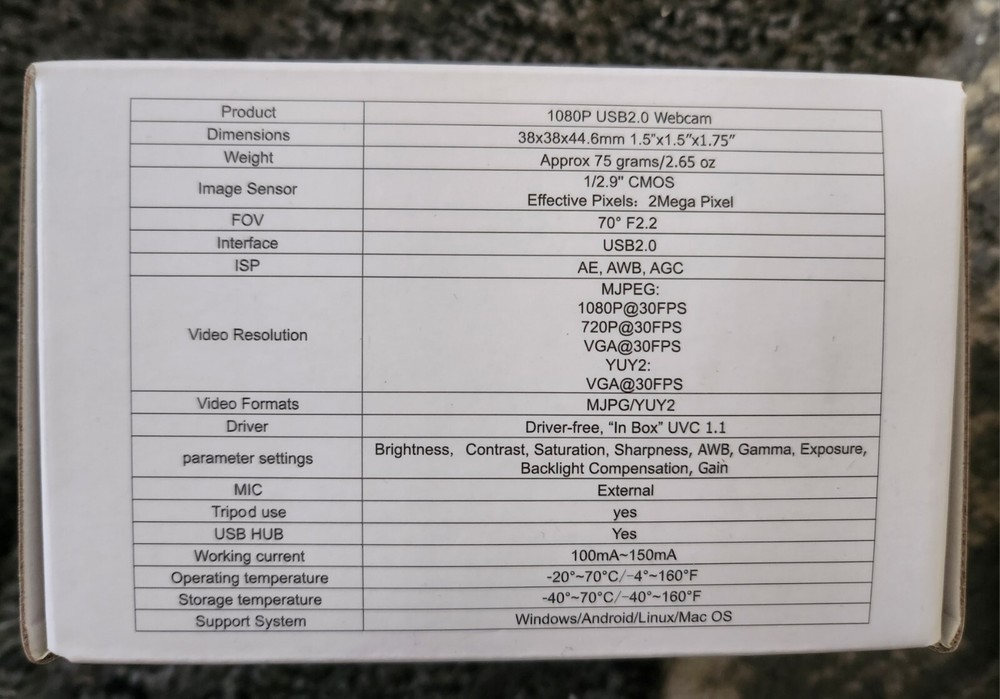 Product 1080P USB2.0 Webcam
Dimensions 38x38x44.6mm 1.5"x1.5"x1.75"
Weight Approx 75 grams/2.65 oz
Image Sensor 1/2.9" CMOS
Effective Pixels: 2Mega Pixel
FOV 70° F2.2
Interface USB2.0
ISP AE, AWB, AGC
Video Resolution MJPEG:
1080P@30FPS
720P@30FPS
VGA@30FPS
YUY2:
VGA@30FPS
Video Formats MJPG/YUY2
Driver Driver-free, “In Box” UVC 1.1
parameter settings Brightness, Contrast, Saturation, Sharpness, AWB, Gamma, Exposure,
Backlight Compensation, Gain
MIC External
Tripod use yes
USB HUB Yes
Working current 100mA~150mA
Operating temperature -20°~70°C/-4°~160°F
Storage temperature -40°~70°C/-40°~160°F
Support System Windows/Android/Linux/Mac OS